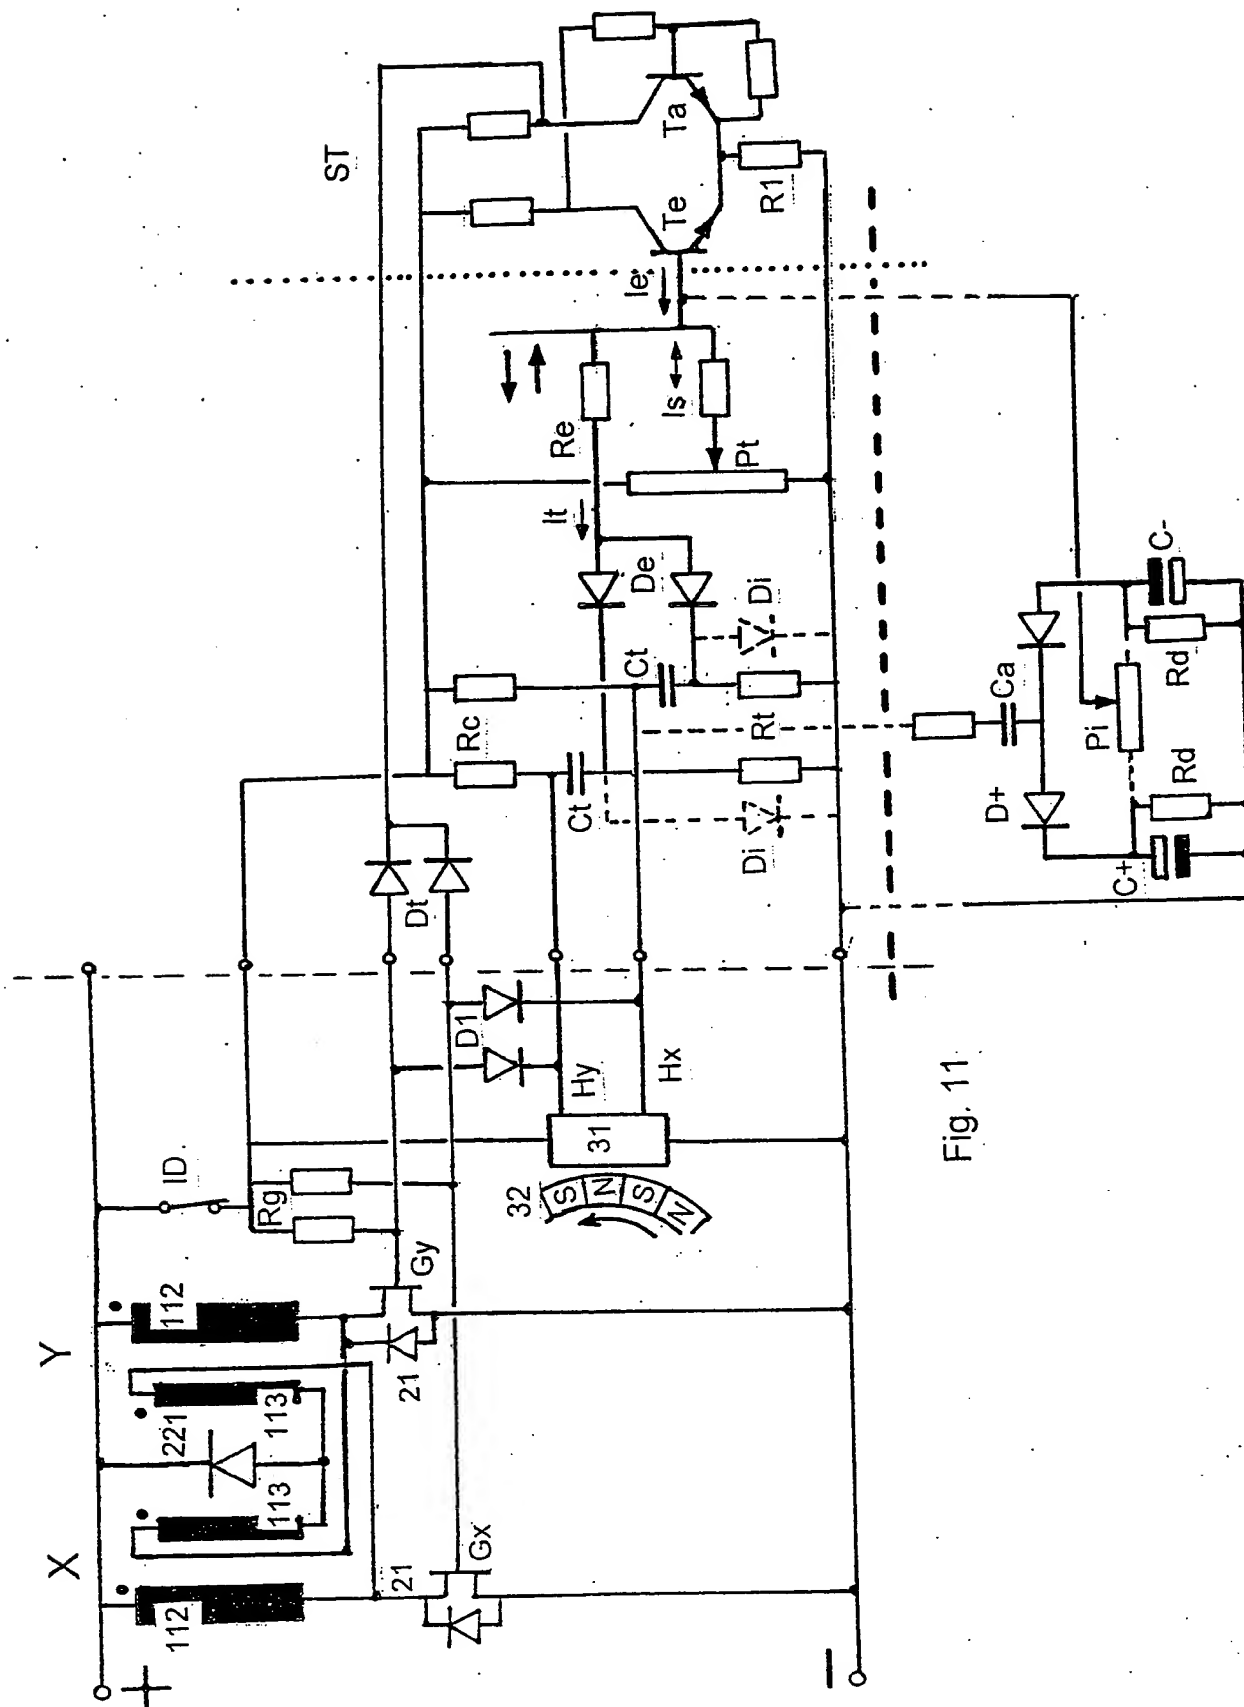 X
Y
+
112
113
221
113
112
21
Gx
21
Gy
Rg
ID.
32
S
N
S
N
31
Hy
Hx
D1
Dt
Rc
Ct
Ct
Di
Rt
Di
De
It
Re
Pt
Is
Ie
Te
Ta
R1
ST
C+
D+
Rd
Pi
Ca
Rd
C-
−
Fig. 11